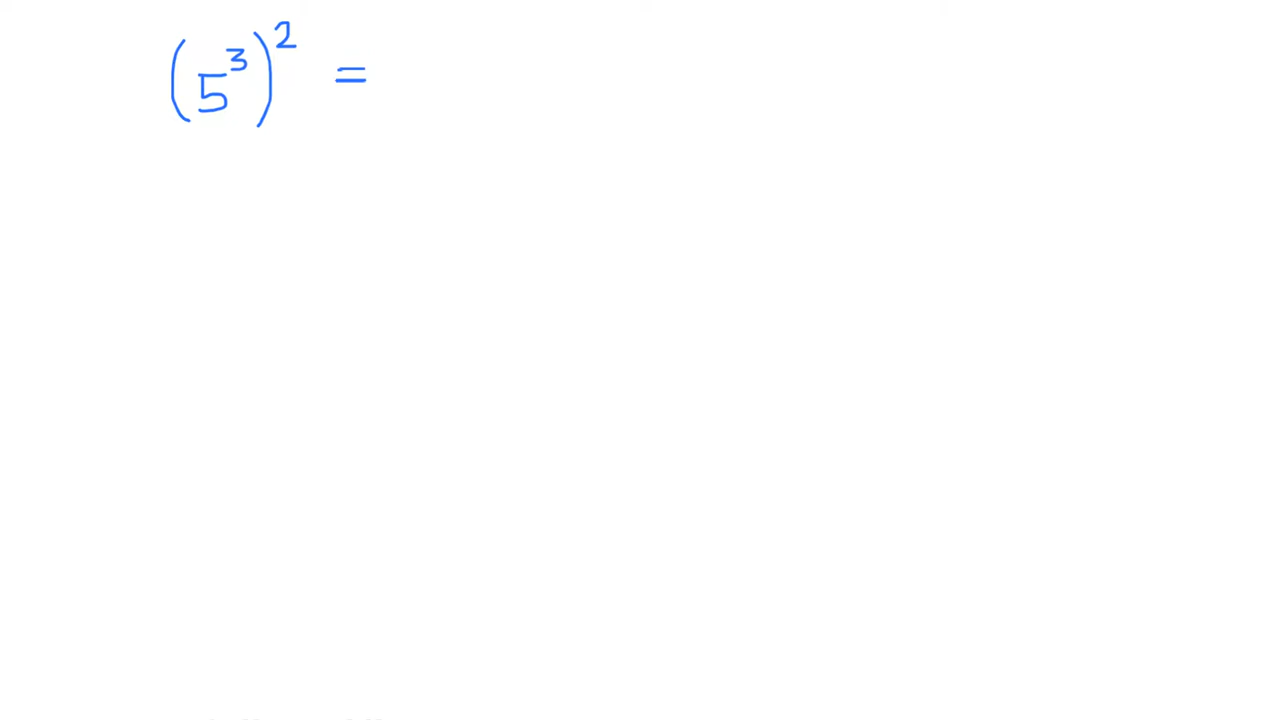 (5³)² =